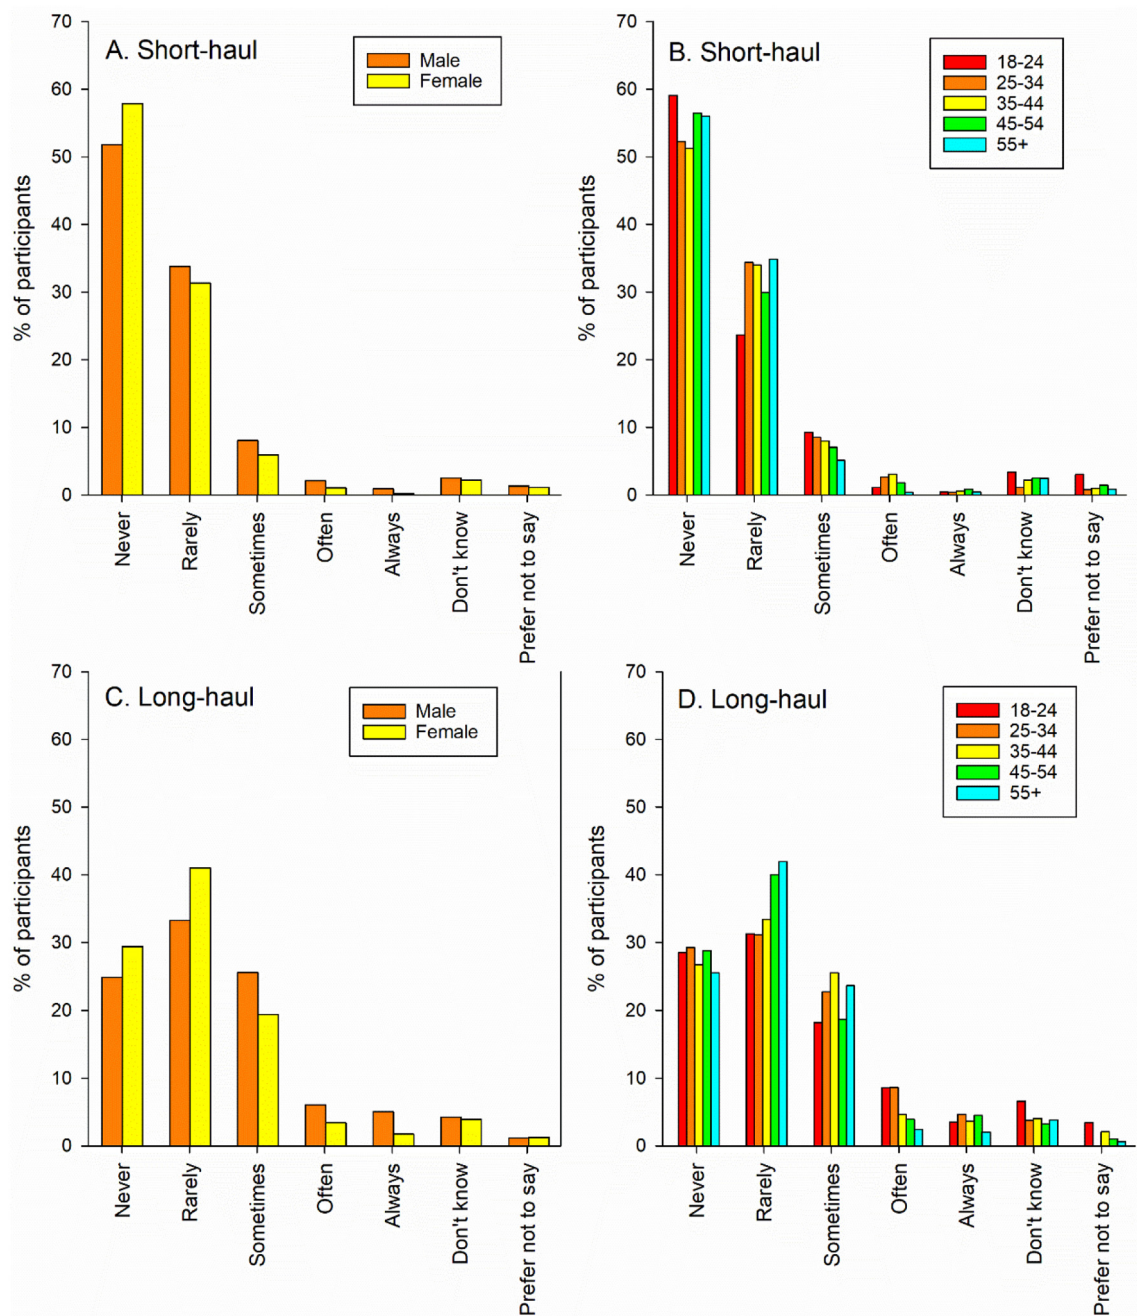 A. Short-haul
Male
Female
% of participants
70
60
50
40
30
20
10
0
Never
Rarely
Sometimes
Often
Always
Don't know
Prefer not to say
B. Short-haul
18-24
25-34
35-44
45-54
55+
% of participants
70
60
50
40
30
20
10
0
Never
Rarely
Sometimes
Often
Always
Don't know
Prefer not to say
C. Long-haul
Male
Female
% of participants
70
60
50
40
30
20
10
0
Never
Rarely
Sometimes
Often
Always
Don't know
Prefer not to say
D. Long-haul
18-24
25-34
35-44
45-54
55+
% of participants
70
60
50
40
30
20
10
0
Never
Rarely
Sometimes
Often
Always
Don't know
Prefer not to say